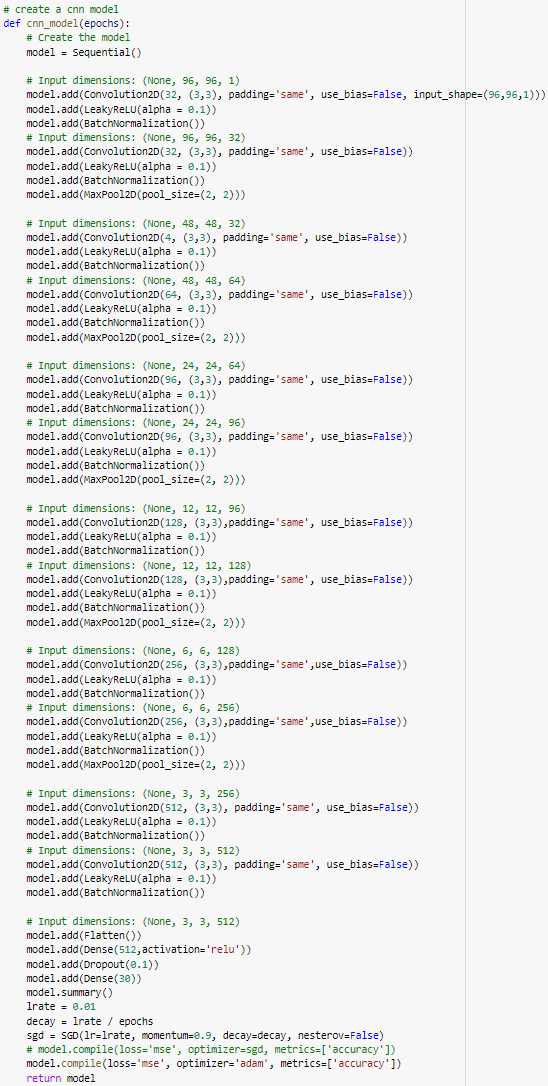 # create a cnn model
def cnn_model(epochs):
    # Create the model
    model = Sequential()

    # Input dimensions: (None, 96, 96, 1)
    model.add(Convolution2D(32, (3,3), padding='same', use_bias=False, input_shape=(96,96,1)))
    model.add(LeakyReLU(alpha = 0.1))
    model.add(BatchNormalization())
    # Input dimensions: (None, 96, 96, 32)
    model.add(Convolution2D(32, (3,3), padding='same', use_bias=False))
    model.add(LeakyReLU(alpha = 0.1))
    model.add(BatchNormalization())
    model.add(MaxPool2D(pool_size=(2, 2)))

    # Input dimensions: (None, 48, 48, 32)
    model.add(Convolution2D(4, (3,3), padding='same', use_bias=False))
    model.add(LeakyReLU(alpha = 0.1))
    model.add(BatchNormalization())
    # Input dimensions: (None, 48, 48, 64)
    model.add(Convolution2D(64, (3,3), padding='same', use_bias=False))
    model.add(LeakyReLU(alpha = 0.1))
    model.add(BatchNormalization())
    model.add(MaxPool2D(pool_size=(2, 2)))

    # Input dimensions: (None, 24, 24, 64)
    model.add(Convolution2D(96, (3,3), padding='same', use_bias=False))
    model.add(LeakyReLU(alpha = 0.1))
    model.add(BatchNormalization())
    # Input dimensions: (None, 24, 24, 96)
    model.add(Convolution2D(96, (3,3), padding='same', use_bias=False))
    model.add(LeakyReLU(alpha = 0.1))
    model.add(BatchNormalization())
    model.add(MaxPool2D(pool_size=(2, 2)))

    # Input dimensions: (None, 12, 12, 96)
    model.add(Convolution2D(128, (3,3),padding='same', use_bias=False))
    model.add(LeakyReLU(alpha = 0.1))
    model.add(BatchNormalization())
    # Input dimensions: (None, 12, 12, 128)
    model.add(Convolution2D(128, (3,3),padding='same', use_bias=False))
    model.add(LeakyReLU(alpha = 0.1))
    model.add(BatchNormalization())
    model.add(MaxPool2D(pool_size=(2, 2)))

    # Input dimensions: (None, 6, 6, 128)
    model.add(Convolution2D(256, (3,3),padding='same',use_bias=False))
    model.add(LeakyReLU(alpha = 0.1))
    model.add(BatchNormalization())
    # Input dimensions: (None, 6, 6, 256)
    model.add(Convolution2D(256, (3,3),padding='same',use_bias=False))
    model.add(LeakyReLU(alpha = 0.1))
    model.add(BatchNormalization())
    model.add(MaxPool2D(pool_size=(2, 2)))

    # Input dimensions: (None, 3, 3, 256)
    model.add(Convolution2D(512, (3,3), padding='same', use_bias=False))
    model.add(LeakyReLU(alpha = 0.1))
    model.add(BatchNormalization())
    # Input dimensions: (None, 3, 3, 512)
    model.add(Convolution2D(512, (3,3), padding='same', use_bias=False))
    model.add(LeakyReLU(alpha = 0.1))
    model.add(BatchNormalization())

    # Input dimensions: (None, 3, 3, 512)
    model.add(Flatten())
    model.add(Dense(512,activation='relu'))
    model.add(Dropout(0.1))
    model.add(Dense(30))
    model.summary()
    lrate = 0.01
    decay = lrate / epochs
    sgd = SGD(lr=lrate, momentum=0.9, decay=decay, nesterov=False)
    # model.compile(loss='mse', optimizer=sgd, metrics=['accuracy'])
    model.compile(loss='mse', optimizer='adam', metrics=['accuracy'])
    return model